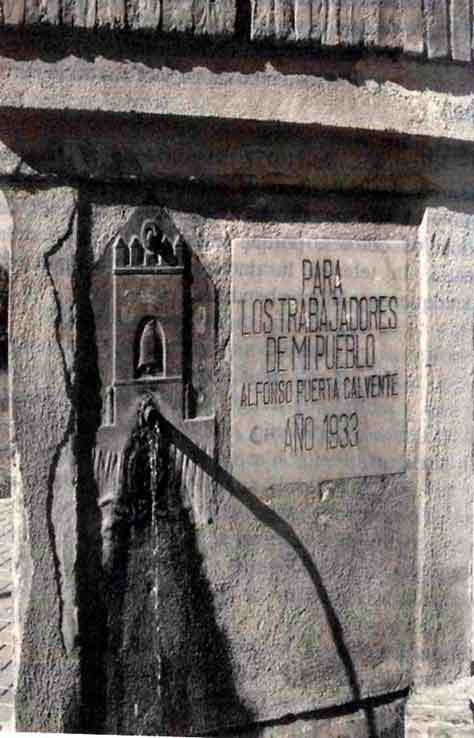 PARA
LOS TRABAJADORES
DE MI PUEBLO
ALFONSO PUERTA CALVENTE
AÑO 1933